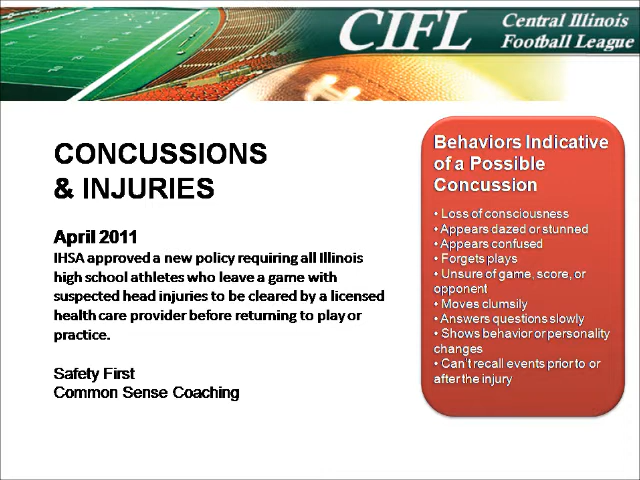 CIFL
Central Illinois
Football League
CONCUSSIONS
& INJURIES
April 2011
IHSA approved a new policy requiring all Illinois
high school athletes who leave a game with
suspected head injuries to be cleared by a licensed
health care provider before returning to play or
practice.
Safety First
Common Sense Coaching
Behaviors Indicative
of a Possible
Concussion
• Loss of consciousness
• Appears dazed or stunned
• Appears confused
• Forgets plays
• Unsure of game, score, or
opponent
• Moves clumsily
• Answers questions slowly
• Shows behavior or personality
changes
• Can't recall events prior to or
after the injury